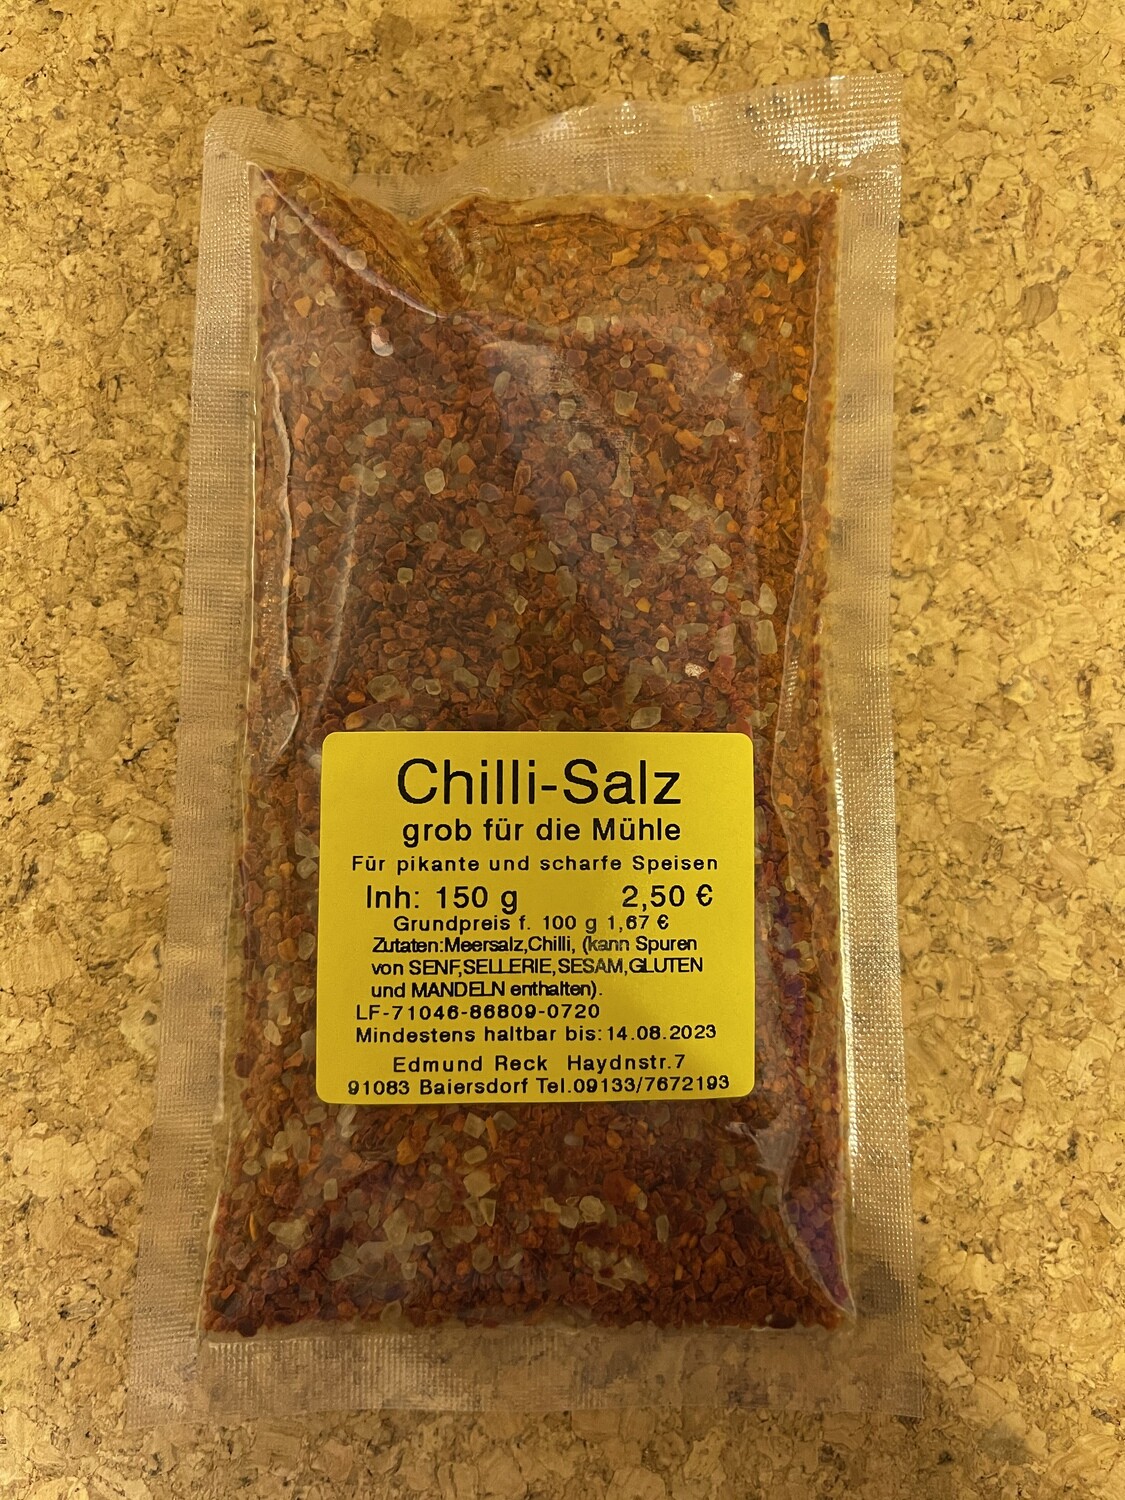 Chilli-Salz
grob für die Mühle
Für pikante und scharfe Speisen
Inh: 150 g 2,50 €
Grundpreis f. 100 g 1,67 €
Zutaten:Meersalz,Chilli, (kann Spuren
von SENF,SELLERIE,SESAM,GLUTEN
und MANDELN enthalten).
LF-71046-86809-0720
Mindestens haltbar bis:14.08.2023
Edmund Reck Haydnstr.7
91083 Baiersdorf Tel.09133/7672193